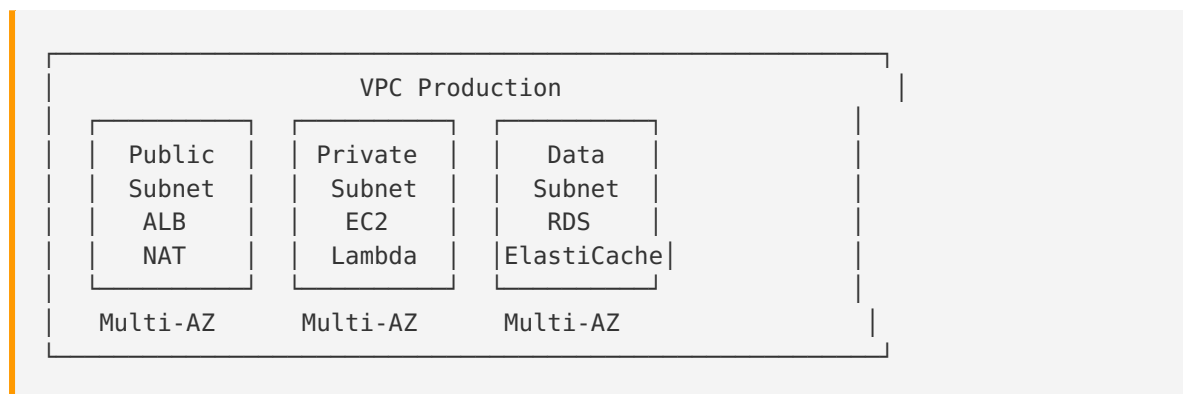 VPC Production
Public Private Data
Subnet Subnet Subnet
ALB EC2 RDS
NAT Lambda ElastiCache
Multi-AZ Multi-AZ Multi-AZ